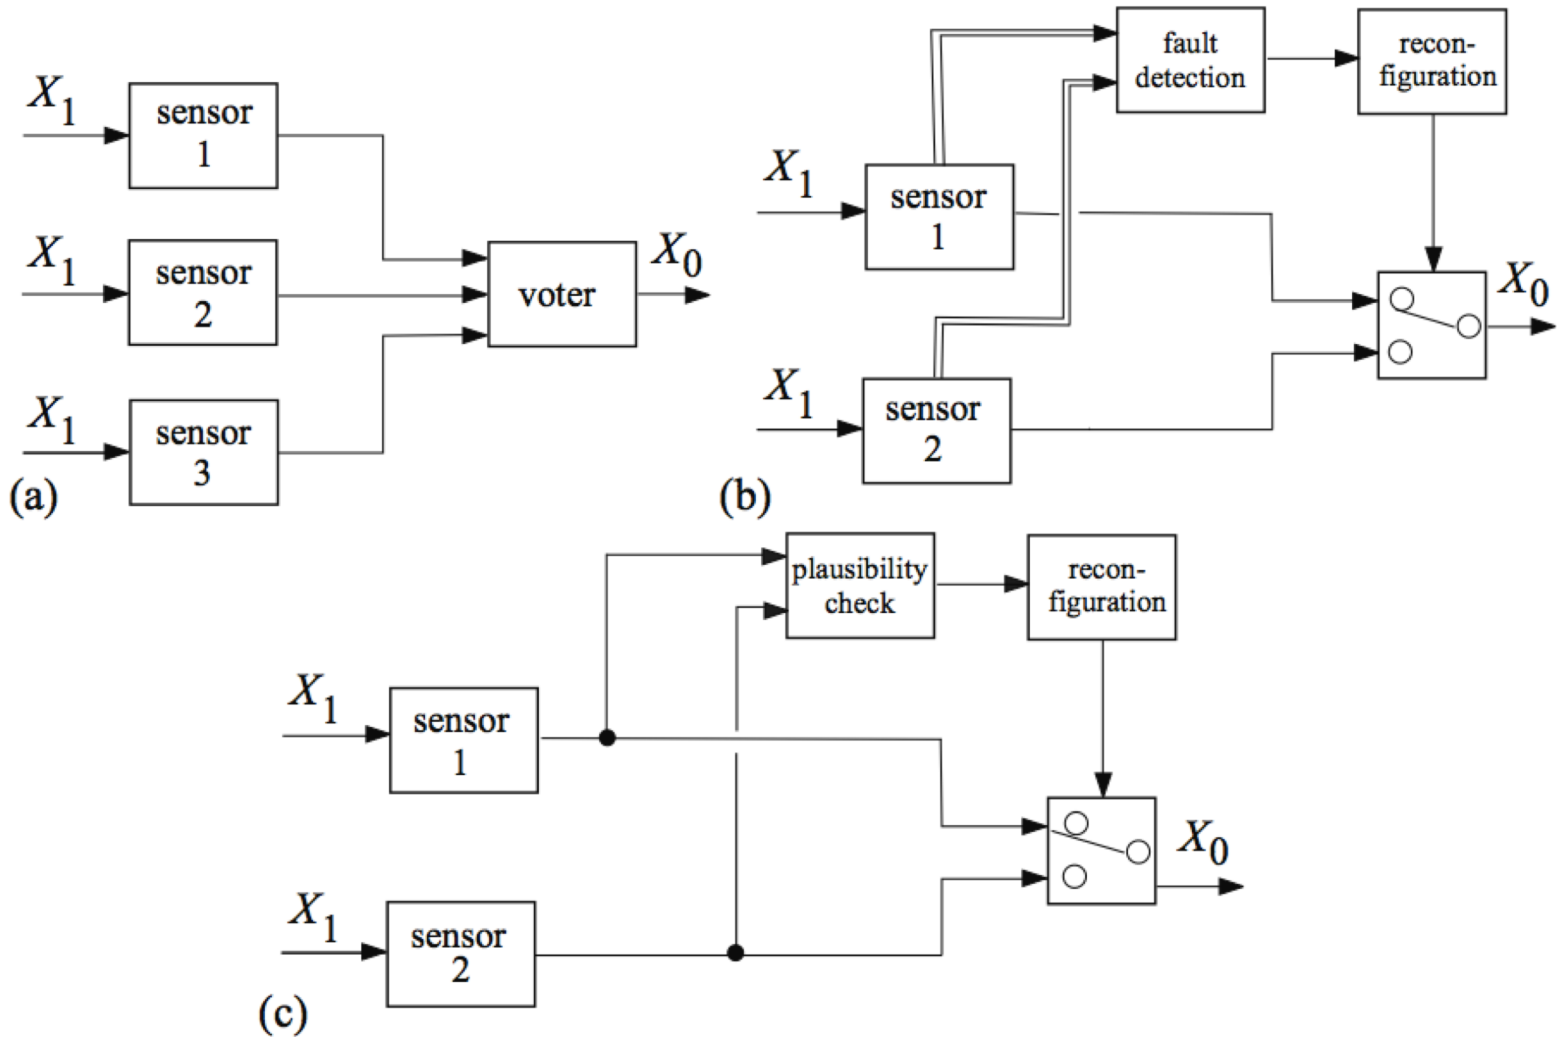 X1
sensor
1
X1
sensor
2
voter
X0
X1
sensor
3
(a)
fault
detection
recon-
figuration
X1
sensor
1
X0
X1
sensor
2
(b)
plausibility
check
recon-
figuration
X1
sensor
1
X0
X1
sensor
2
(c)